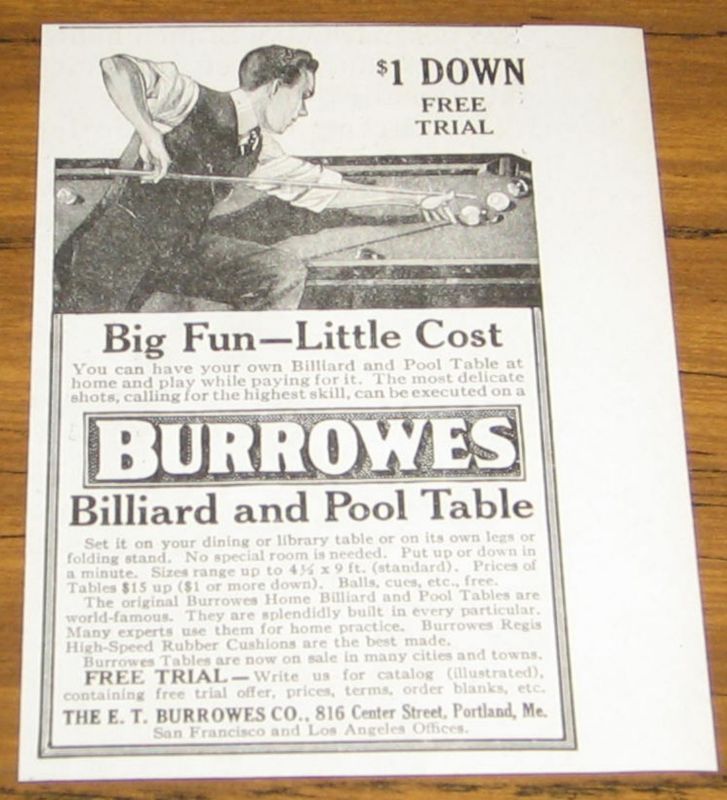 $1 DOWN
FREE
TRIAL
Big Fun—Little Cost
You can have your own Billiard and Pool Table at
home and play while paying for it. The most delicate
shots, calling for the highest skill, can be executed on a
BURROWES
Billiard and Pool Table
Set it on your dining or library table or on its own legs or
folding stand. No special room is needed. Put up or down in
a minute. Sizes range up to 4½ x 9 ft. (standard). Prices of
Tables $15 up ($1 or more down). Balls, cues, etc., free.
The original Burrowes Home Billiard and Pool Tables are
world-famous. They are splendidly built in every particular.
Many experts use them for home practice. Burrowes Regis
High-Speed Rubber Cushions are the best made.
Burrowes Tables are now on sale in many cities and towns.
FREE TRIAL—Write us for catalog (illustrated),
containing free trial offer, prices, terms, order blanks, etc.
THE E. T. BURROWES CO., 816 Center Street, Portland, Me.
San Francisco and Los Angeles Offices.